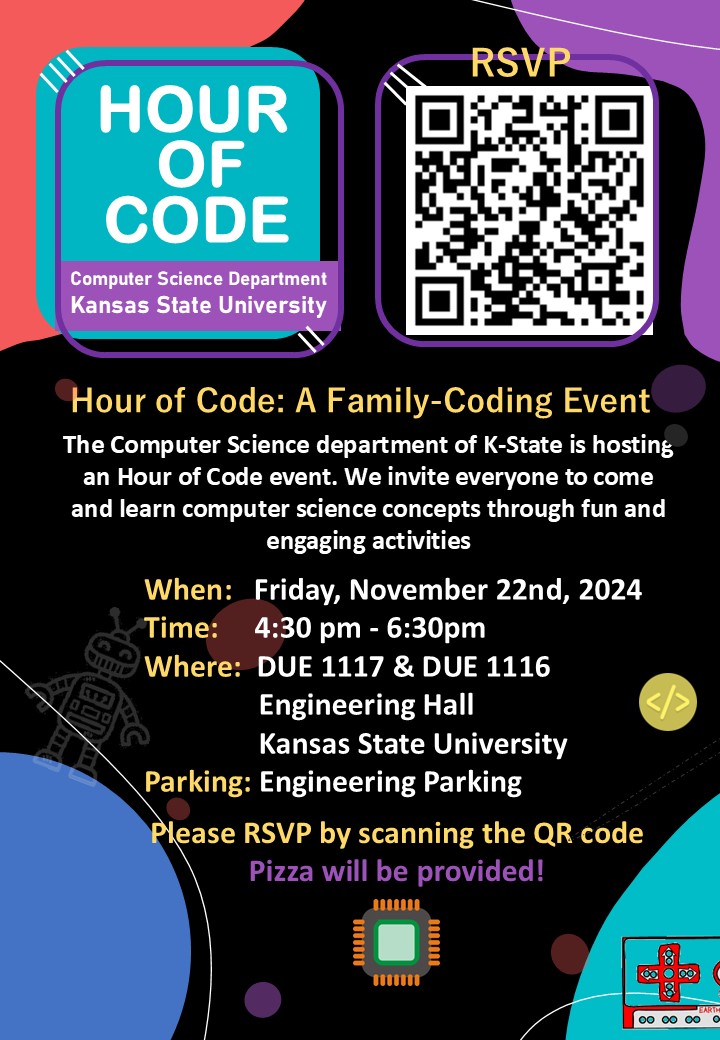 HOUR
OF
CODE
Computer Science Department
Kansas State University
RSVP
Hour of Code: A Family-Coding Event
The Computer Science department of K-State is hosting
an Hour of Code event. We invite everyone to come
and learn computer science concepts through fun and
engaging activities
When: Friday, November 22nd, 2024
Time: 4:30 pm - 6:30pm
Where: DUE 1117 & DUE 1116
Engineering Hall
Kansas State University
Parking: Engineering Parking
Please RSVP by scanning the QR code
Pizza will be provided!
</>
EARTH